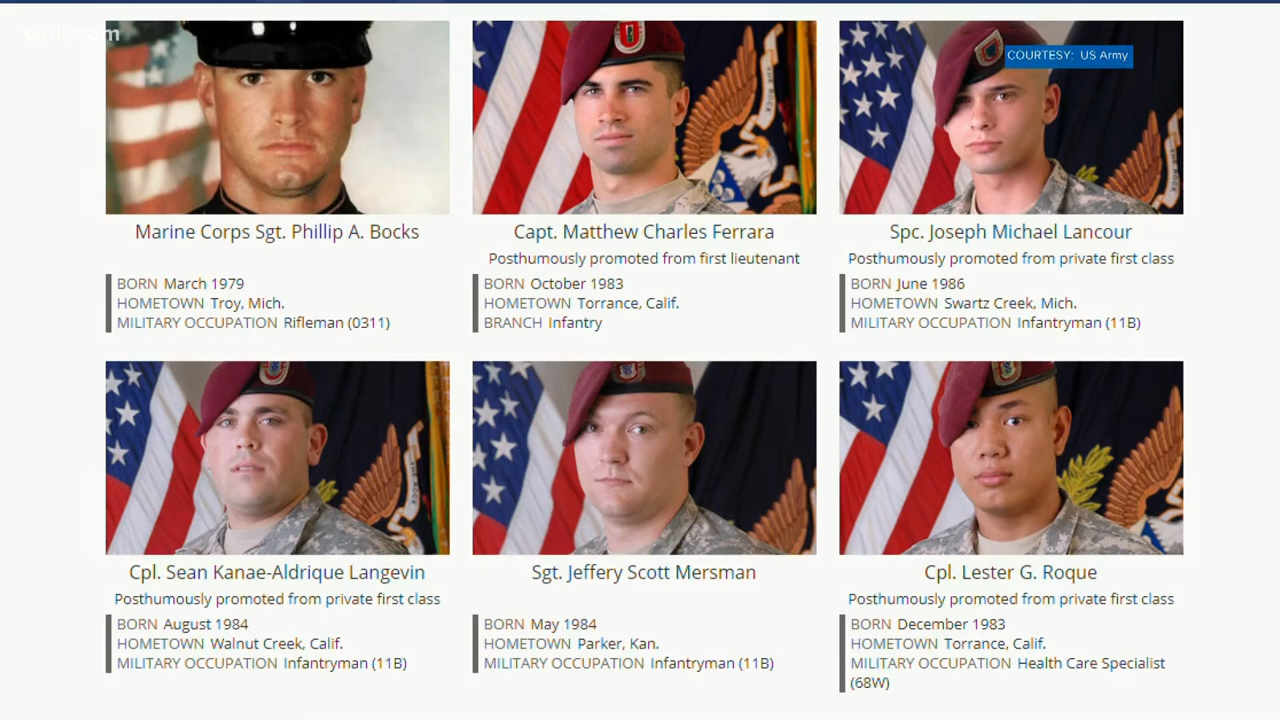 COURTESY: US Army
Marine Corps Sgt. Phillip A. Bocks
BORN March 1979
HOMETOWN Troy, Mich.
MILITARY OCCUPATION Rifleman (0311)
Capt. Matthew Charles Ferrara
Posthumously promoted from first lieutenant
BORN October 1983
HOMETOWN Torrance, Calif.
BRANCH Infantry
Spc. Joseph Michael Lancour
Posthumously promoted from private first class
BORN June 1986
HOMETOWN Swartz Creek, Mich.
MILITARY OCCUPATION Infantryman (11B)
Cpl. Sean Kanae-Aldrique Langevin
Posthumously promoted from private first class
BORN August 1984
HOMETOWN Walnut Creek, Calif.
MILITARY OCCUPATION Infantryman (11B)
Sgt. Jeffery Scott Mersman
BORN May 1984
HOMETOWN Parker, Kan.
MILITARY OCCUPATION Infantryman (11B)
Cpl. Lester G. Roque
Posthumously promoted from private first class
BORN December 1983
HOMETOWN Torrance, Calif.
MILITARY OCCUPATION Health Care Specialist
(68W)